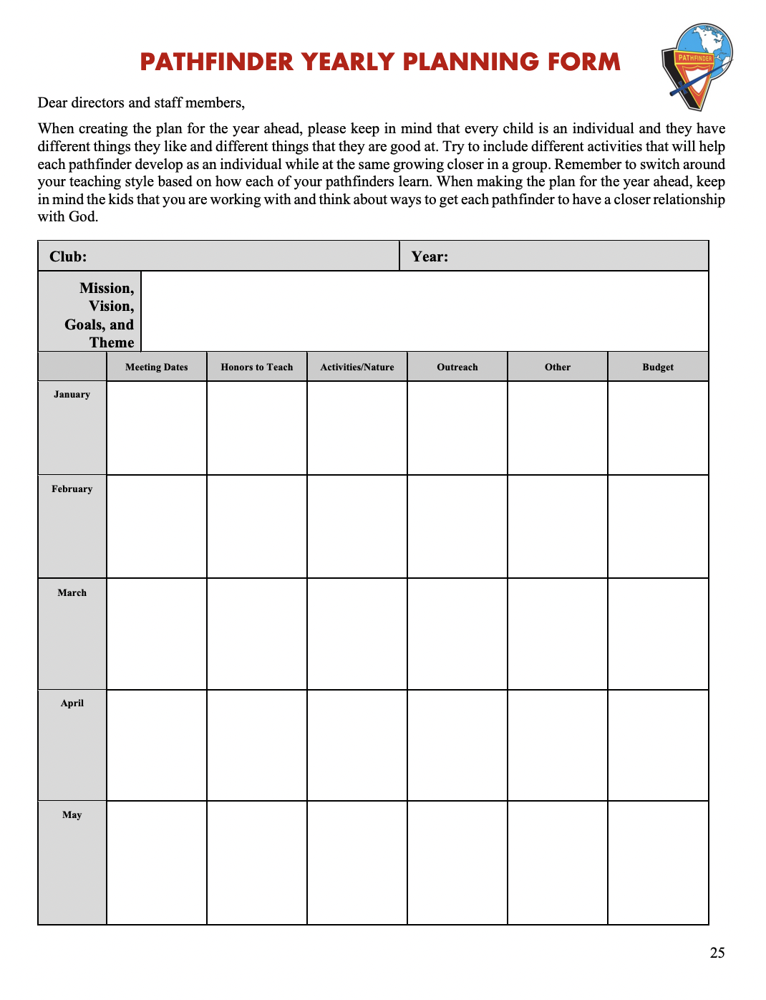 PATHFINDER YEARLY PLANNING FORM
PATHFINDER
Dear directors and staff members,
When creating the plan for the year ahead, please keep in mind that every child is an individual and they have
different things they like and different things that they are good at. Try to include different activities that will help
each pathfinder develop as an individual while at the same growing closer in a group. Remember to switch around
your teaching style based on how each of your pathfinders learn. When making the plan for the year ahead, keep
in mind the kids that you are working with and think about ways to get each pathfinder to have a closer relationship
with God.
Club: Year:
Mission,
Vision,
Goals, and
Theme
Meeting Dates Honors to Teach Activities/Nature Outreach Other Budget
January
February
March
April
May
25